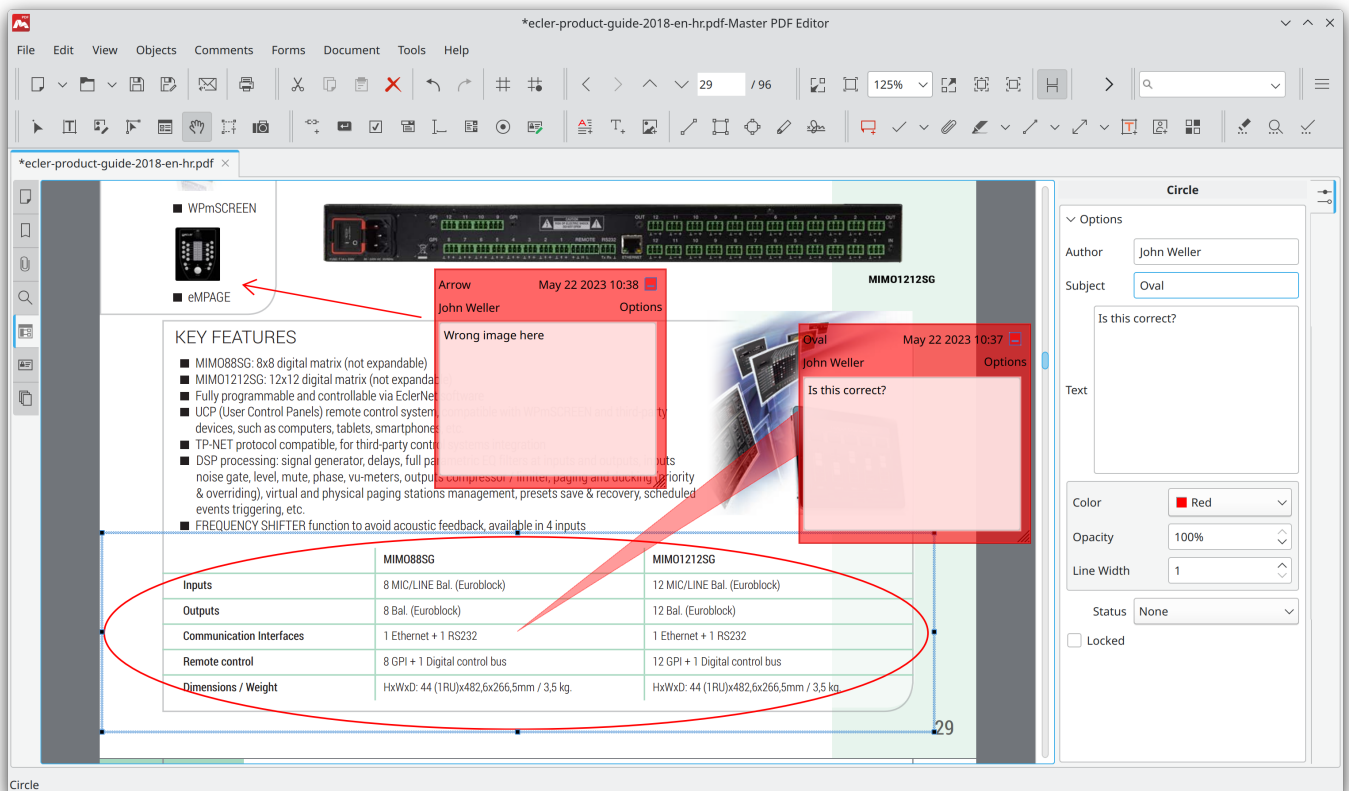 *ecler-product-guide-2018-en-hr.pdf-Master PDF Editor
File Edit View Objects Comments Forms Document Tools Help
29 / 96 125%
*ecler-product-guide-2018-en-hr.pdf
WPmSCREEN
eMPAGE
MIMO1212SG
Arrow May 22 2023 10:38
John Weller Options
Wrong image here
Oval May 22 2023 10:37
John Weller Options
Is this correct?
KEY FEATURES
MIMO88SG: 8x8 digital matrix (not expandable)
MIMO1212SG: 12x12 digital matrix (not expandab
Fully programmable and controllable via EclerNet
UCP (User Control Panels) remote control system,
devices, such as computers, tablets, smartphones
TP-NET protocol compatible, for third-party contr
DSP processing: signal generator, delays, full par
noise gate, level, mute, phase, vu-meters, outputs compressor / limiter, paging and ducking (priority
& overriding), virtual and physical paging stations management, presets save & recovery, scheduled
events triggering, etc.
FREQUENCY SHIFTER function to avoid acoustic feedback, available in 4 inputs
MIMO88SG MIMO1212SG
Inputs 8 MIC/LINE Bal. (Euroblock) 12 MIC/LINE Bal. (Euroblock)
Outputs 8 Bal. (Euroblock) 12 Bal. (Euroblock)
Communication Interfaces 1 Ethernet + 1 RS232 1 Ethernet + 1 RS232
Remote control 8 GPI + 1 Digital control bus 12 GPI + 1 Digital control bus
Dimensions / Weight HxWxD: 44 (1RU)x482,6x266,5mm / 3,5 kg. HxWxD: 44 (1RU)x482,6x266,5mm / 3,5 kg.
29
Circle
Options
Author John Weller
Subject Oval
Text Is this correct?
Color Red
Opacity 100%
Line Width 1
Status None
Locked
Circle